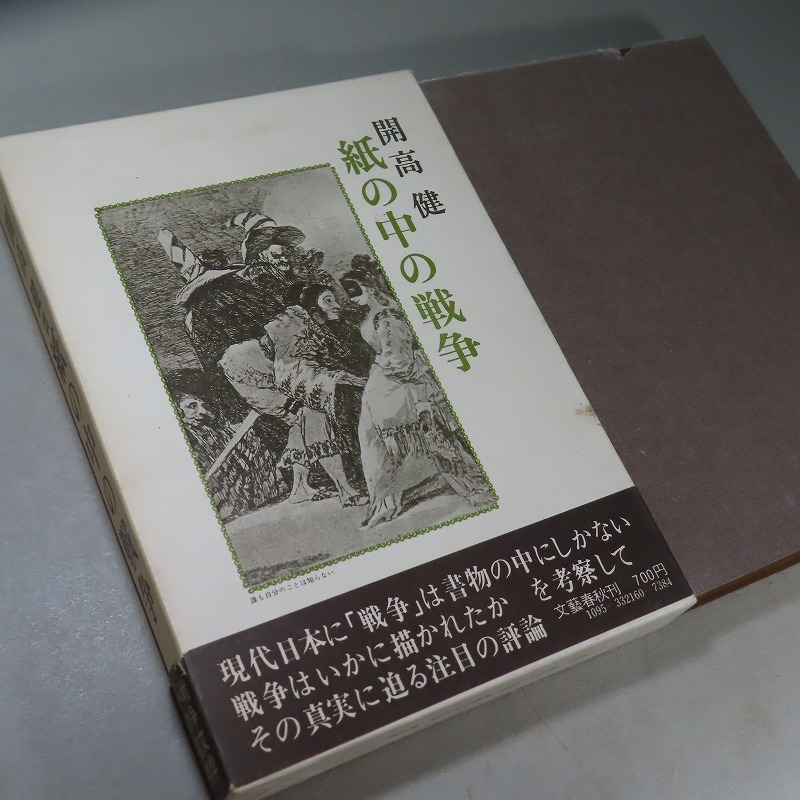 開高 健
紙の中の戦争
誰も自分のことは知らない
現代日本に「戦争」は書物の中にしかない
戦争はいかに描かれたか を考察して
その真実に迫る注目の評論
文藝春秋刊 700円
1095 332160 7384